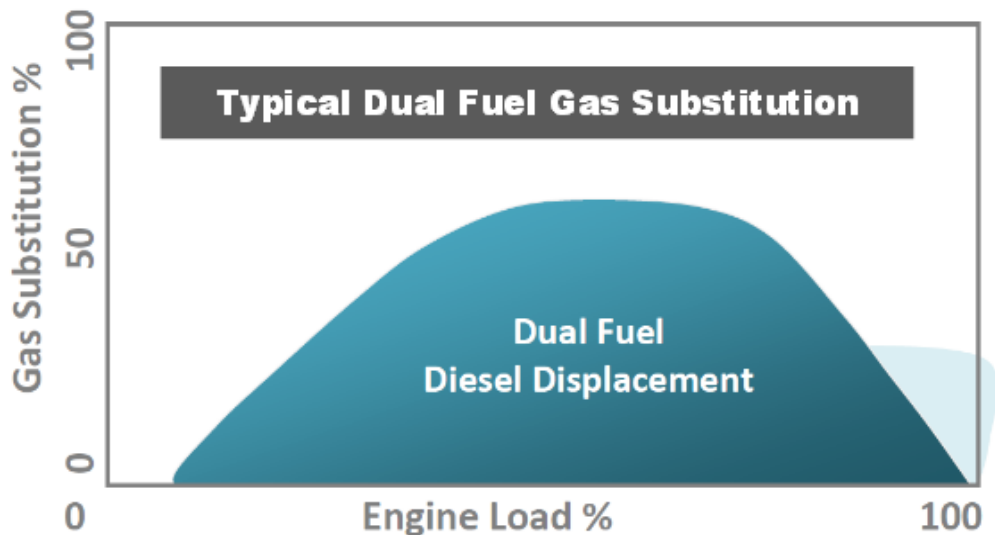 Typical Dual Fuel Gas Substitution
Gas Substitution %
100
50
0
Dual Fuel
Diesel Displacement
0
Engine Load %
100